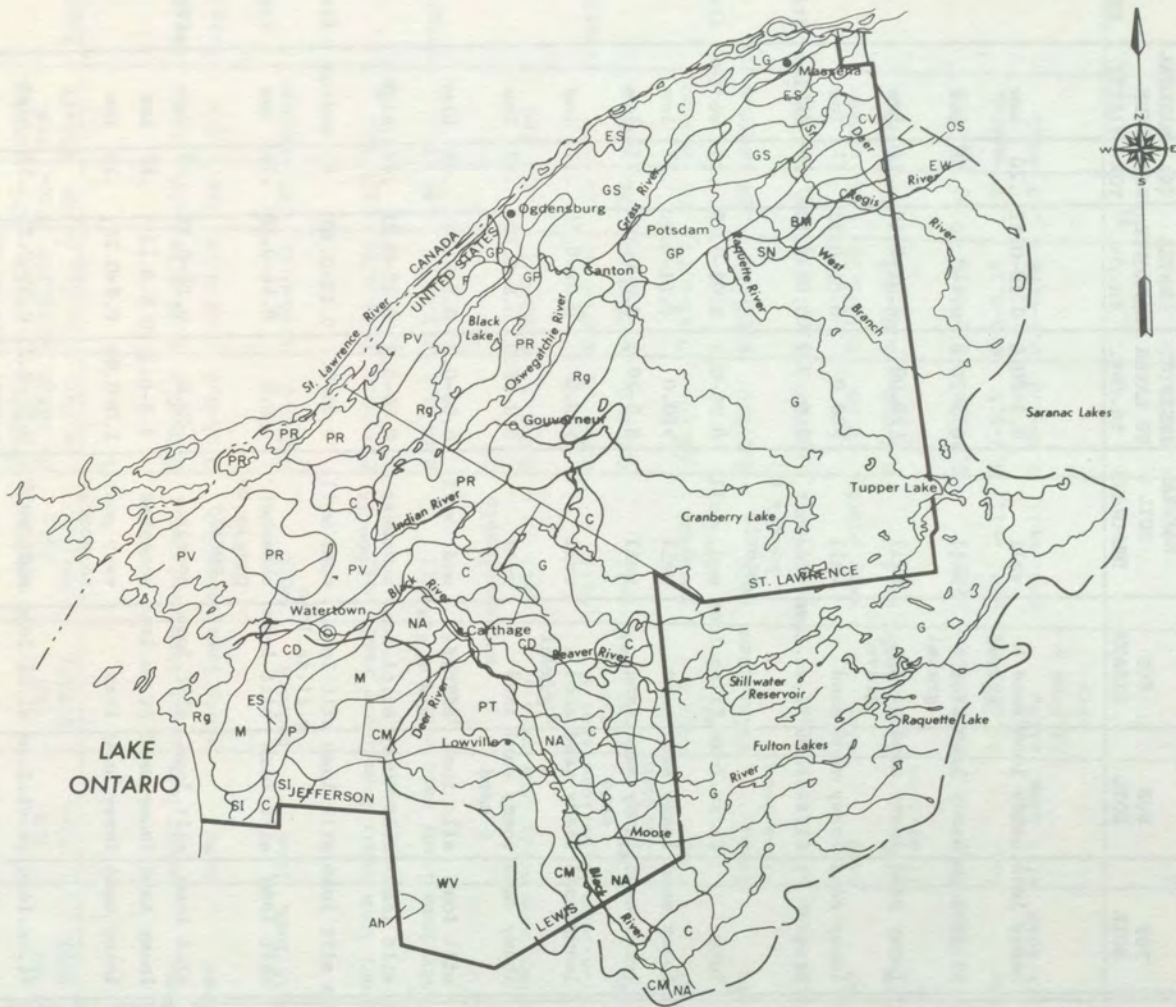 LG
Massena
ES
C
C
CV
OS
N
W
E
S
ES
GS
SI
Deer
River
GS
EW
Grass River
Ogdensburg
Potsdam
Regis
River
BM
CANADA
UNITED STATES
GP
GP
GP
SN
West
Branch
Raquette River
Canton
St. Lawrence River
PV
Black
Lake
PR
Oswegatchie River
Rg
Rg
G
Saranac Lakes
PR
PR
PR
Gouverneur
PR
C
Indian River
C
Cranberry Lake
Tupper Lake
PV
PR
PV
C
G
ST. LAWRENCE
Watertown
Black River
NA
Carthage
CD
CD
C
Beaver River
G
Stillwater
Reservoir
Raquette Lake
M
ES
M
P
Rg
CM
Deer River
PT
Lowville
NA
C
Fulton Lakes
LAKE
ONTARIO
SI
C
SI
JEFFERSON
G
River
Moose
WV
CM
NA
Black
River
LEWIS
Ah
C
CM
NA